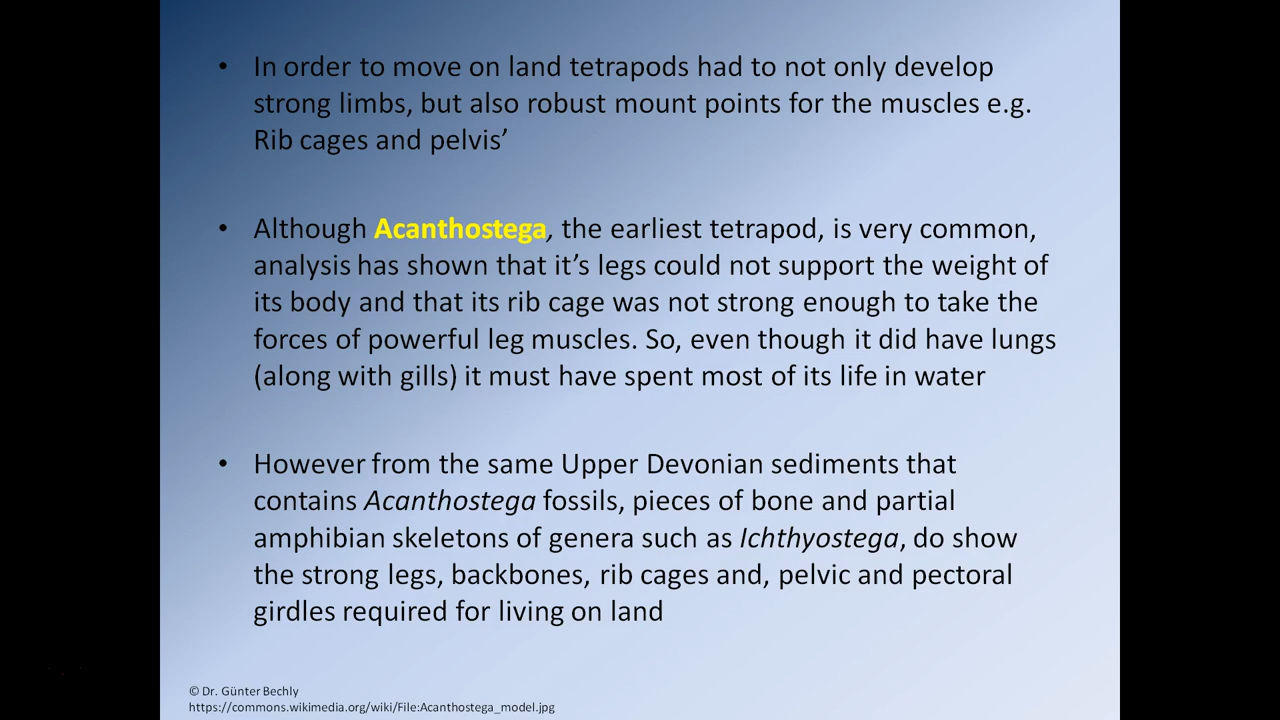 • In order to move on land tetrapods had to not only develop
strong limbs, but also robust mount points for the muscles e.g.
Rib cages and pelvis’
• Although Acanthostega, the earliest tetrapod, is very common,
analysis has shown that it’s legs could not support the weight of
its body and that its rib cage was not strong enough to take the
forces of powerful leg muscles. So, even though it did have lungs
(along with gills) it must have spent most of its life in water
• However from the same Upper Devonian sediments that
contains Acanthostega fossils, pieces of bone and partial
amphibian skeletons of genera such as Ichthyostega, do show
the strong legs, backbones, rib cages and, pelvic and pectoral
girdles required for living on land
© Dr. Günter Bechly
https://commons.wikimedia.org/wiki/File:Acanthostega_model.jpg